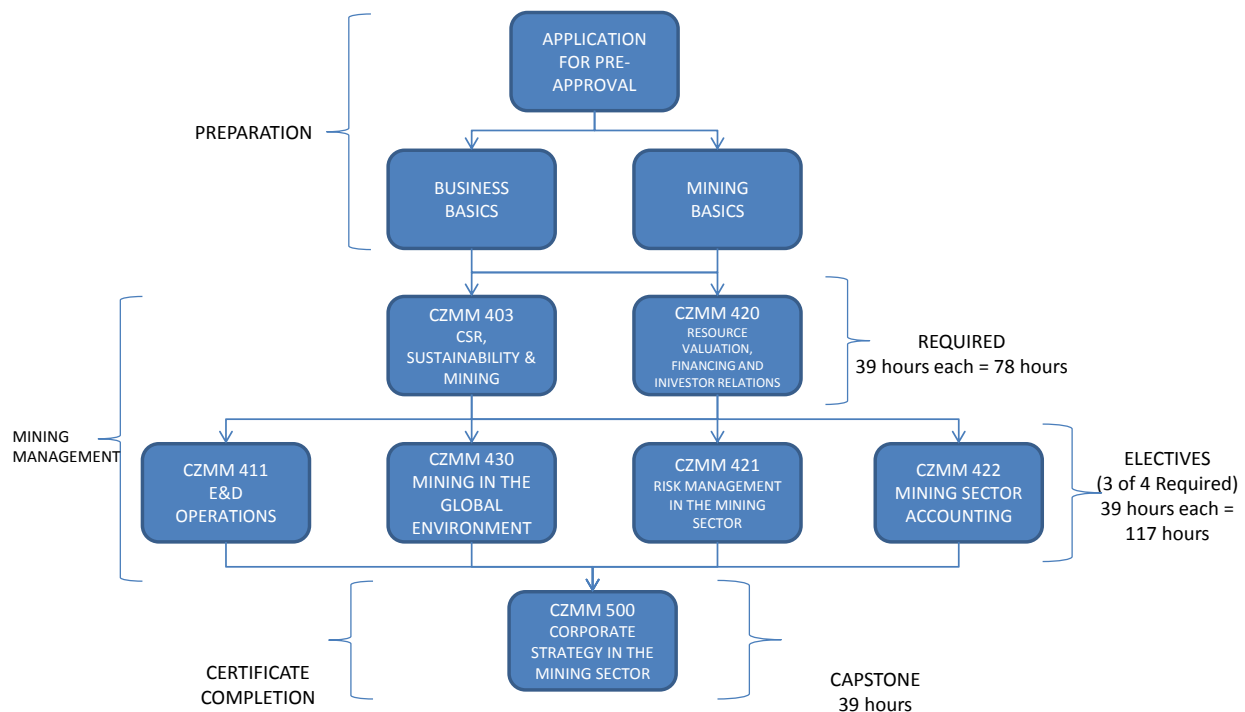 APPLICATION
FOR PRE-
APPROVAL
PREPARATION
BUSINESS
BASICS
MINING
BASICS
CZMM 403
CSR,
SUSTAINABILITY &
MINING
CZMM 420
RESOURCE
VALUATION,
FINANCING AND
INIVESTOR RELATIONS
REQUIRED
39 hours each = 78 hours
MINING
MANAGEMENT
CZMM 411
E&D
OPERATIONS
CZMM 430
MINING IN THE
GLOBAL
ENVIRONMENT
CZMM 421
RISK MANAGEMENT
IN THE MINING
SECTOR
CZMM 422
MINING SECTOR
ACCOUNTING
ELECTIVES
(3 of 4 Required)
39 hours each =
117 hours
CZMM 500
CORPORATE
STRATEGY IN THE
MINING SECTOR
CERTIFICATE
COMPLETION
CAPSTONE
39 hours